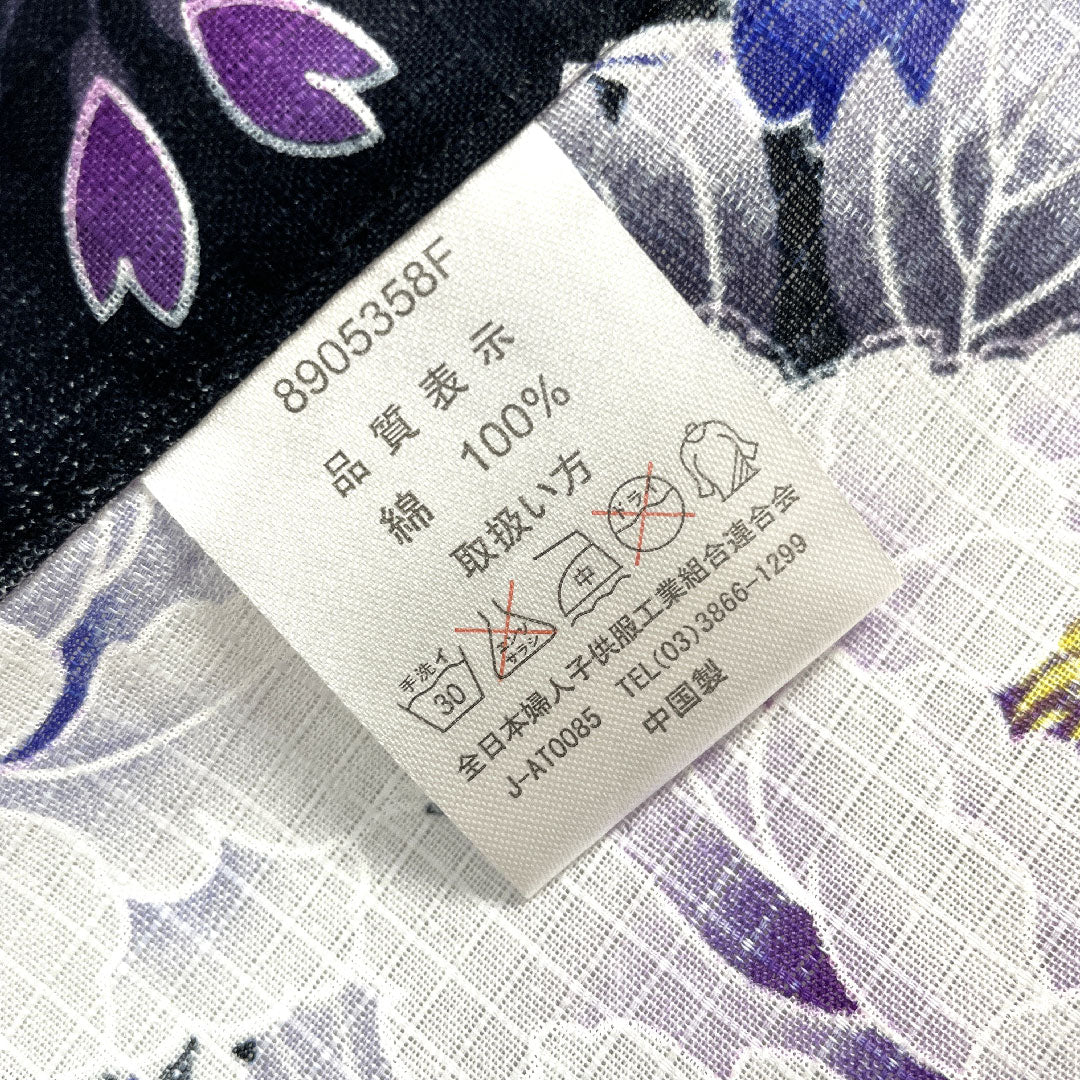 8905358F
品質表示
綿 100%
取扱い方
手洗イ
30
エンソ
サラシ
中
ドライ
全日本婦人子供服工業組合連合会
J-AT0085 TEL(03)3866-1299
中国製